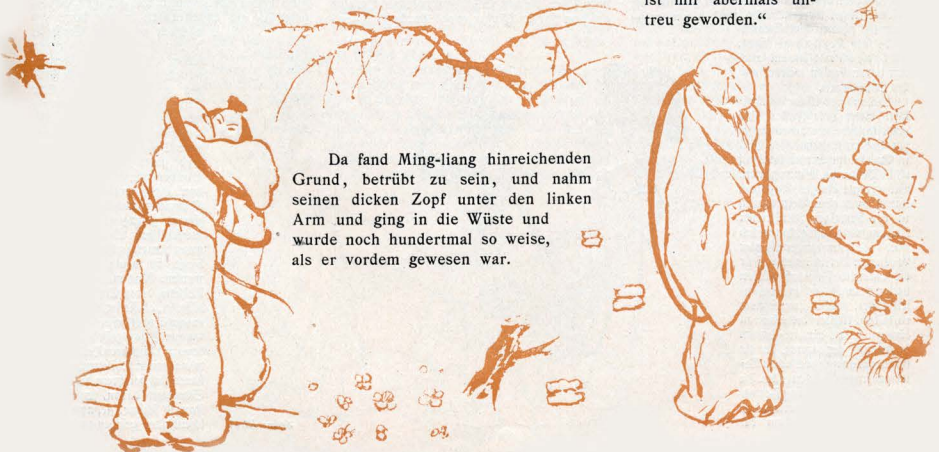 ist mir abermals un-
treu geworden.“
Da fand Ming-liang hinreichenden
Grund, betrübt zu sein, und nahm
seinen dicken Zopf unter den linken
Arm und ging in die Wüste und
wurde noch hundertmal so weise,
als er vordem gewesen war.